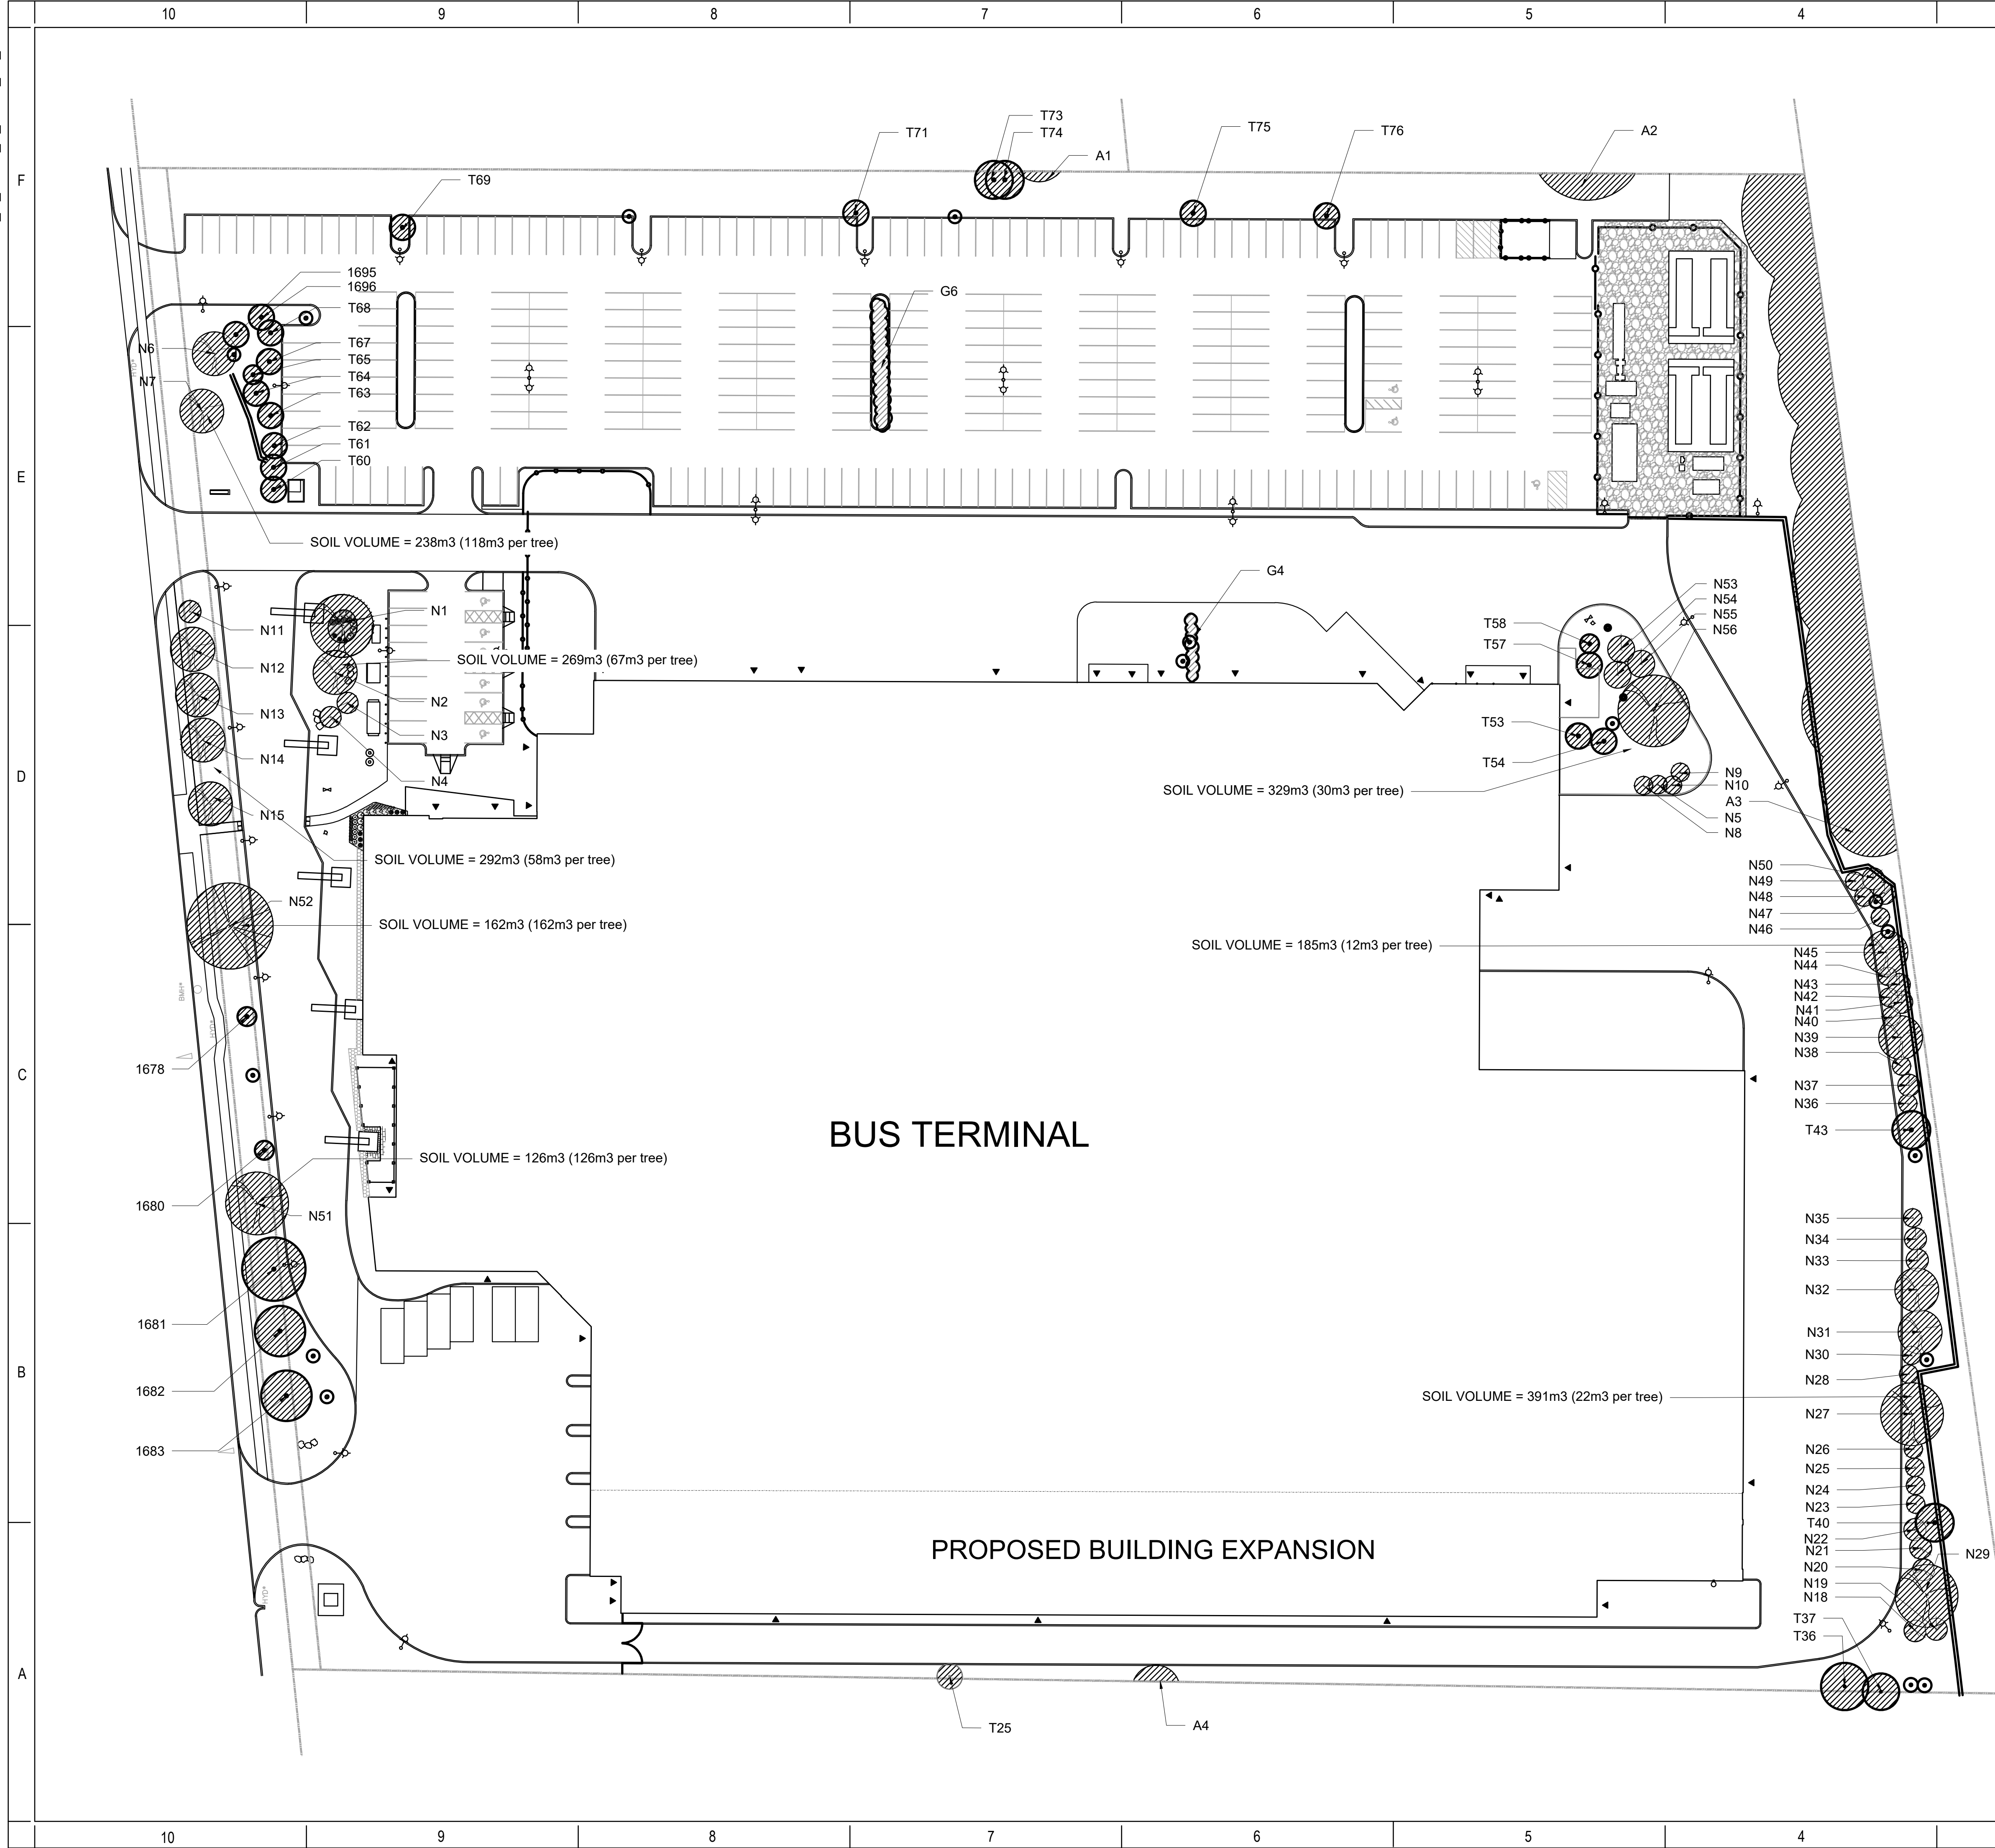 10 9 8 7 6 5 4
T73
T71 T74 T75 T76 A2
A1
F
T69
1695
1696
T68
G6
T67
N6
T65
T64
N7
T63
T62
T61
T60
E
HYD*
SOIL VOLUME = 238m3 (118m3 per tree)
G4
N53
N54
N55
N56
N1
T58
N11
T57
SOIL VOLUME = 269m3 (67m3 per tree)
N12
N2
N13
T53
N3
N14
T54
N9
N4
N10
D
SOIL VOLUME = 329m3 (30m3 per tree)
A3
N15
N5
N8
SOIL VOLUME = 292m3 (58m3 per tree)
N50
N49
N48
N52
N47
SOIL VOLUME = 162m3 (162m3 per tree)
N46
SOIL VOLUME = 185m3 (12m3 per tree)
N45
N44
N43
BMH*
N42
N41
N40
HYD*
N39
N38
1678
C
N37
N36
BUS TERMINAL
T43
SOIL VOLUME = 126m3 (126m3 per tree)
1680
N51
N35
N34
N33
N32
1681
N31
N30
B
N28
1682
SOIL VOLUME = 391m3 (22m3 per tree)
N27
1683
N26
N25
N24
N23
T40
N22
PROPOSED BUILDING EXPANSION
N21
N29
N20
HYD*
N19
N18
T37
T36
A
T25
A4
10 9 8 7 6 5 4